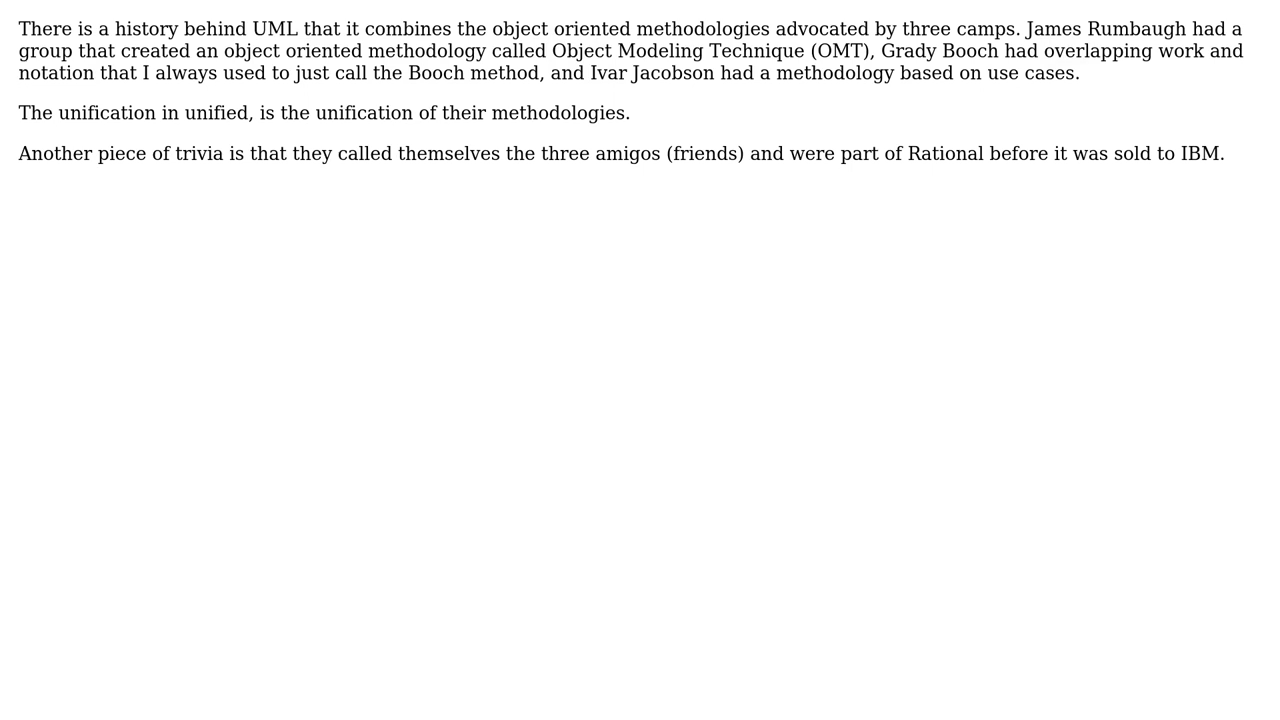 There is a history behind UML that it combines the object oriented methodologies advocated by three camps. James Rumbaugh had a
group that created an object oriented methodology called Object Modeling Technique (OMT), Grady Booch had overlapping work and
notation that I always used to just call the Booch method, and Ivar Jacobson had a methodology based on use cases.
The unification in unified, is the unification of their methodologies.
Another piece of trivia is that they called themselves the three amigos (friends) and were part of Rational before it was sold to IBM.